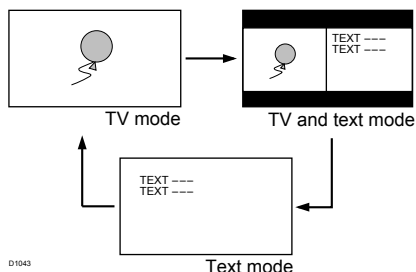 TEXT –––
TEXT –––
TV mode
TV and text mode
TEXT –––
TEXT –––
Text mode
D1043